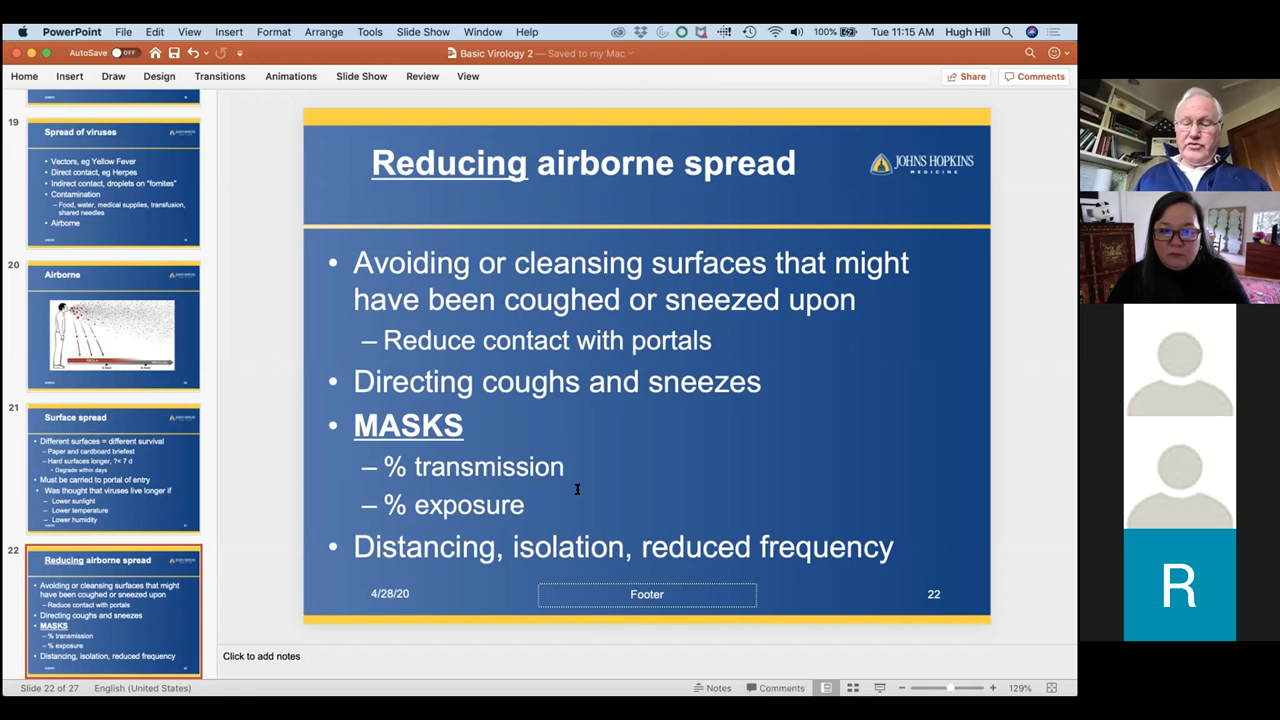 PowerPoint File Edit View Insert Format Arrange Tools Slide Show Window Help 100% Tue 11:15 AM Hugh Hill
AutoSave OFF Basic Virology 2 — Saved to my Mac
Home Insert Draw Design Transitions Animations Slide Show Review View Share Comments
19
Spread of viruses
• Vectors, eg Yellow Fever
• Direct contact, eg Herpes
• Indirect contact, droplets on "fomites"
• Contamination
– Food, water, medical supplies, transfusion,
shared needles
• Airborne
20
Airborne
21
Surface spread
• Different surfaces = different survival
– Paper and cardboard briefest
– Hard surfaces longer, ?< 7 d
• Degrade within days
• Must be carried to portal of entry
• Was thought that viruses live longer if
– Lower sunlight
– Lower temperature
– Lower humidity
22
Reducing airborne spread
• Avoiding or cleansing surfaces that might
have been coughed or sneezed upon
– Reduce contact with portals
• Directing coughs and sneezes
• MASKS
– % transmission
– % exposure
• Distancing, isolation, reduced frequency
Reducing airborne spread
JOHNS HOPKINS
MEDICINE
• Avoiding or cleansing surfaces that might
have been coughed or sneezed upon
– Reduce contact with portals
• Directing coughs and sneezes
• MASKS
– % transmission
– % exposure
• Distancing, isolation, reduced frequency
4/28/20 Footer 22
Click to add notes
Slide 22 of 27 English (United States) Notes Comments 129%
R